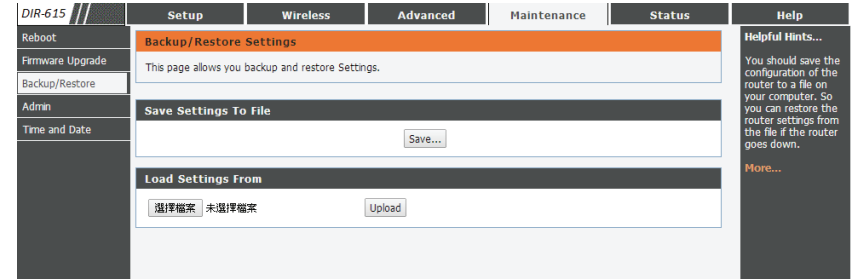 DIR-615
Setup
Wireless
Advanced
Maintenance
Status
Help
Reboot
Firmware Upgrade
Backup/Restore
Admin
Time and Date
Backup/Restore Settings
This page allows you backup and restore Settings.
Save Settings To File
Save...
Load Settings From
選擇檔案 未選擇檔案
Upload
Helpful Hints...
You should save the
configuration of the
router to a file on
your computer. So
you can restore the
router settings from
the file if the router
goes down.
More...